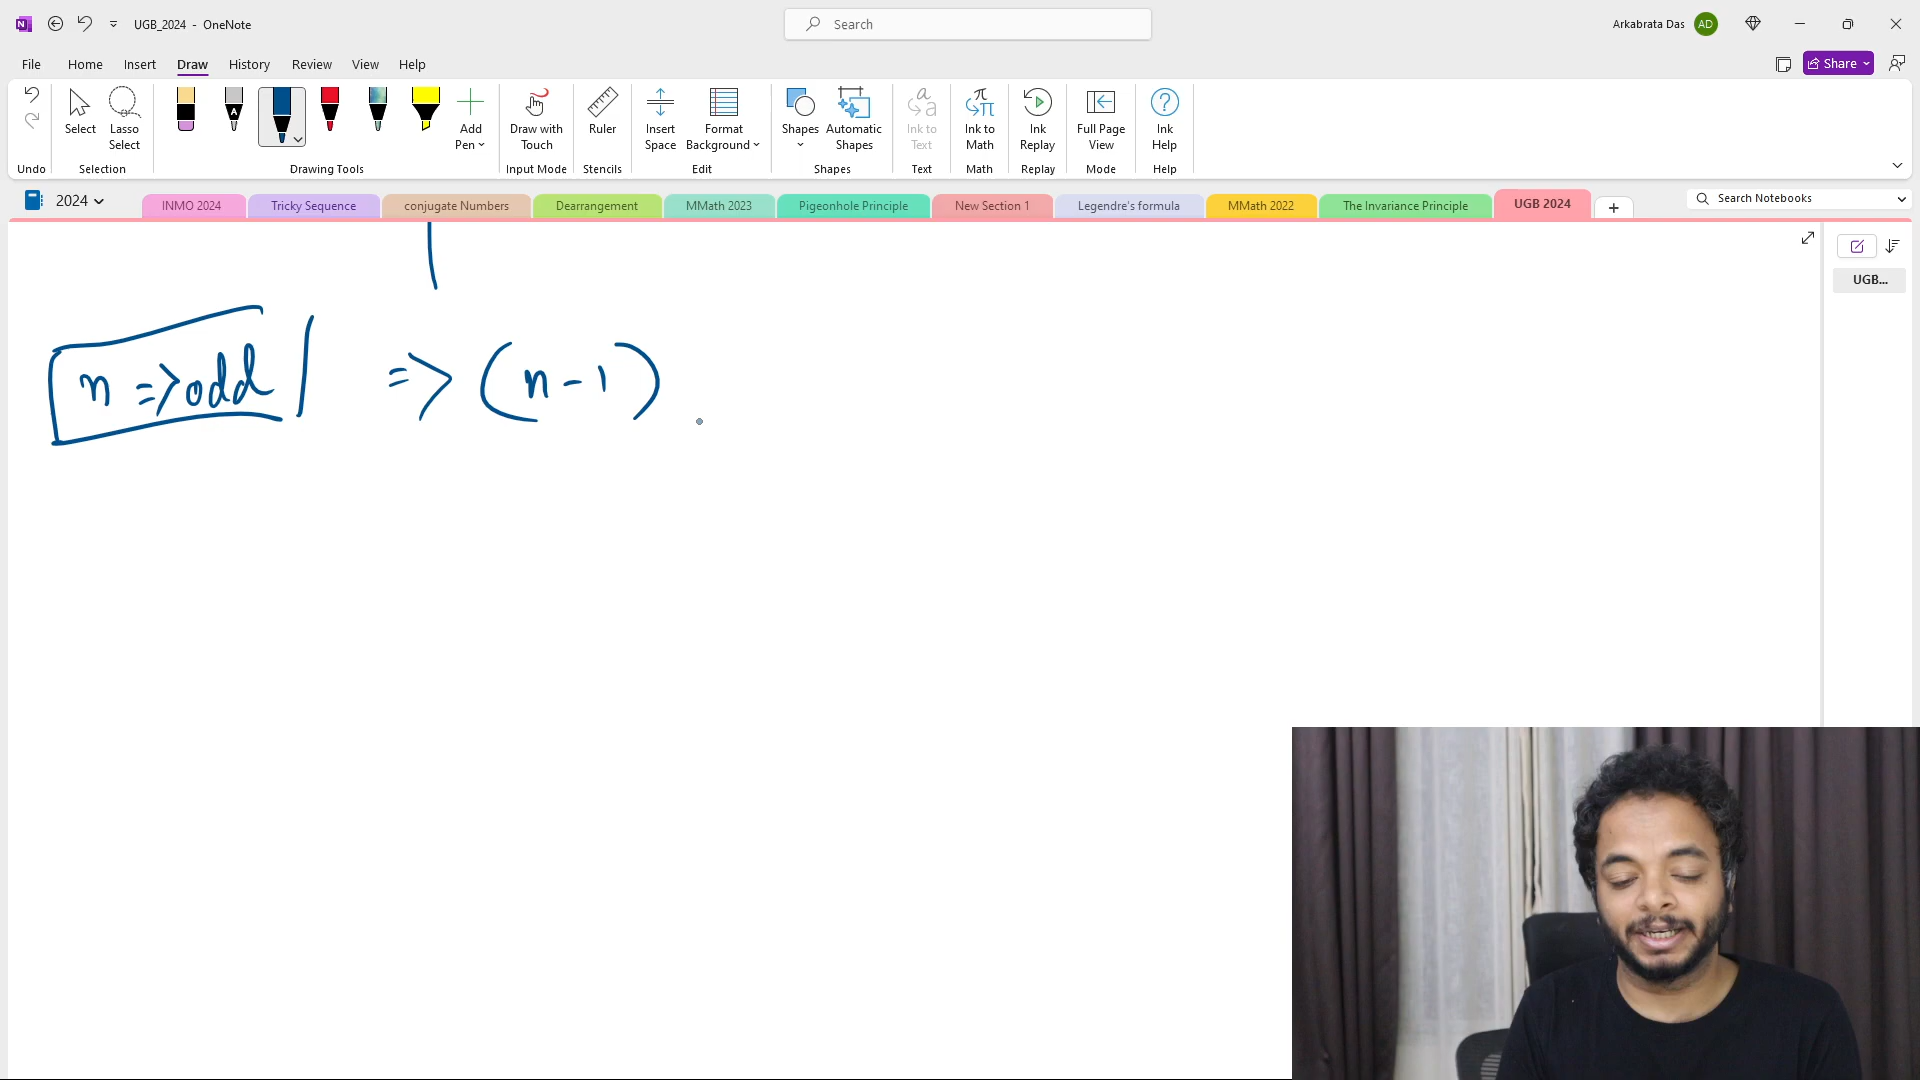 UGB_2024 - OneNote
Search
Arkabrata Das AD
File Home Insert Draw History Review View Help
Share
Select
Lasso Select
A
Add Pen
Draw with Touch
Ruler
Insert Space
Format Background
Shapes
Automatic Shapes
Ink to Text
Ink to Math
Ink Replay
Full Page View
Ink Help
Undo Selection Drawing Tools Input Mode Stencils Edit Shapes Text Math Replay Mode Help
2024
INMO 2024 Tricky Sequence conjugate Numbers Dearrangement MMath 2023 Pigeonhole Principle New Section 1 Legendre's formula MMath 2022 The Invariance Principle UGB 2024 +
Search Notebooks
UGB...
n => odd => (n-1)